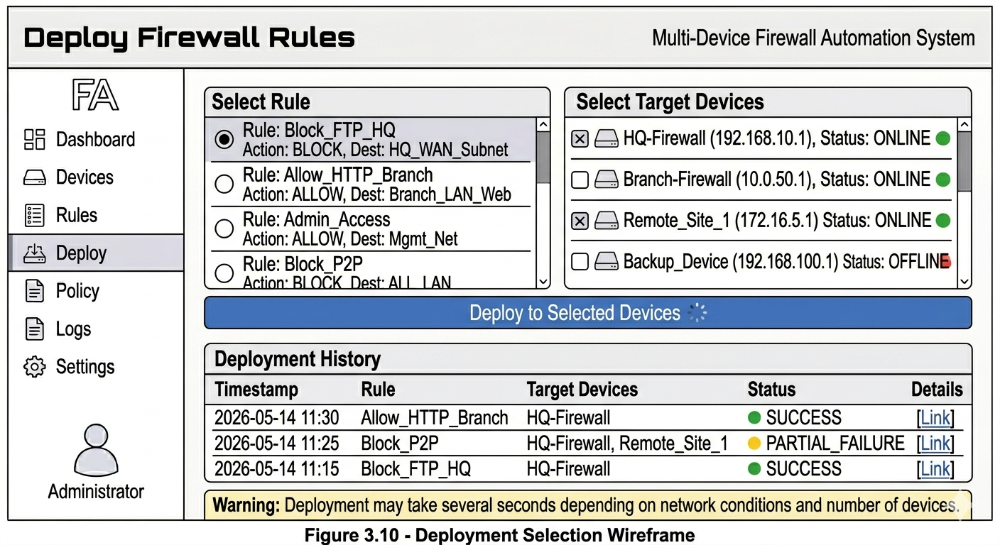 Deploy Firewall Rules
Multi-Device Firewall Automation System
FA
Dashboard
Devices
Rules
Deploy
Policy
Logs
Settings
Administrator
Select Rule
Rule: Block_FTP_HQ
Action: BLOCK, Dest: HQ_WAN_Subnet
Rule: Allow_HTTP_Branch
Action: ALLOW, Dest: Branch_LAN_Web
Rule: Admin_Access
Action: ALLOW, Dest: Mgmt_Net
Rule: Block_P2P
Action: BLOCK, Dest: ALL_LAN
Select Target Devices
HQ-Firewall (192.168.10.1), Status: ONLINE
Branch-Firewall (10.0.50.1), Status: ONLINE
Remote_Site_1 (172.16.5.1) Status: ONLINE
Backup_Device (192.168.100.1) Status: OFFLINE
Deploy to Selected Devices
Deployment History
Timestamp Rule Target Devices Status Details
2026-05-14 11:30 Allow_HTTP_Branch HQ-Firewall SUCCESS [Link]
2026-05-14 11:25 Block_P2P HQ-Firewall, Remote_Site_1 PARTIAL_FAILURE [Link]
2026-05-14 11:15 Block_FTP_HQ HQ-Firewall SUCCESS [Link]
Warning: Deployment may take several seconds depending on network conditions and number of devices.
Figure 3.10 - Deployment Selection Wireframe